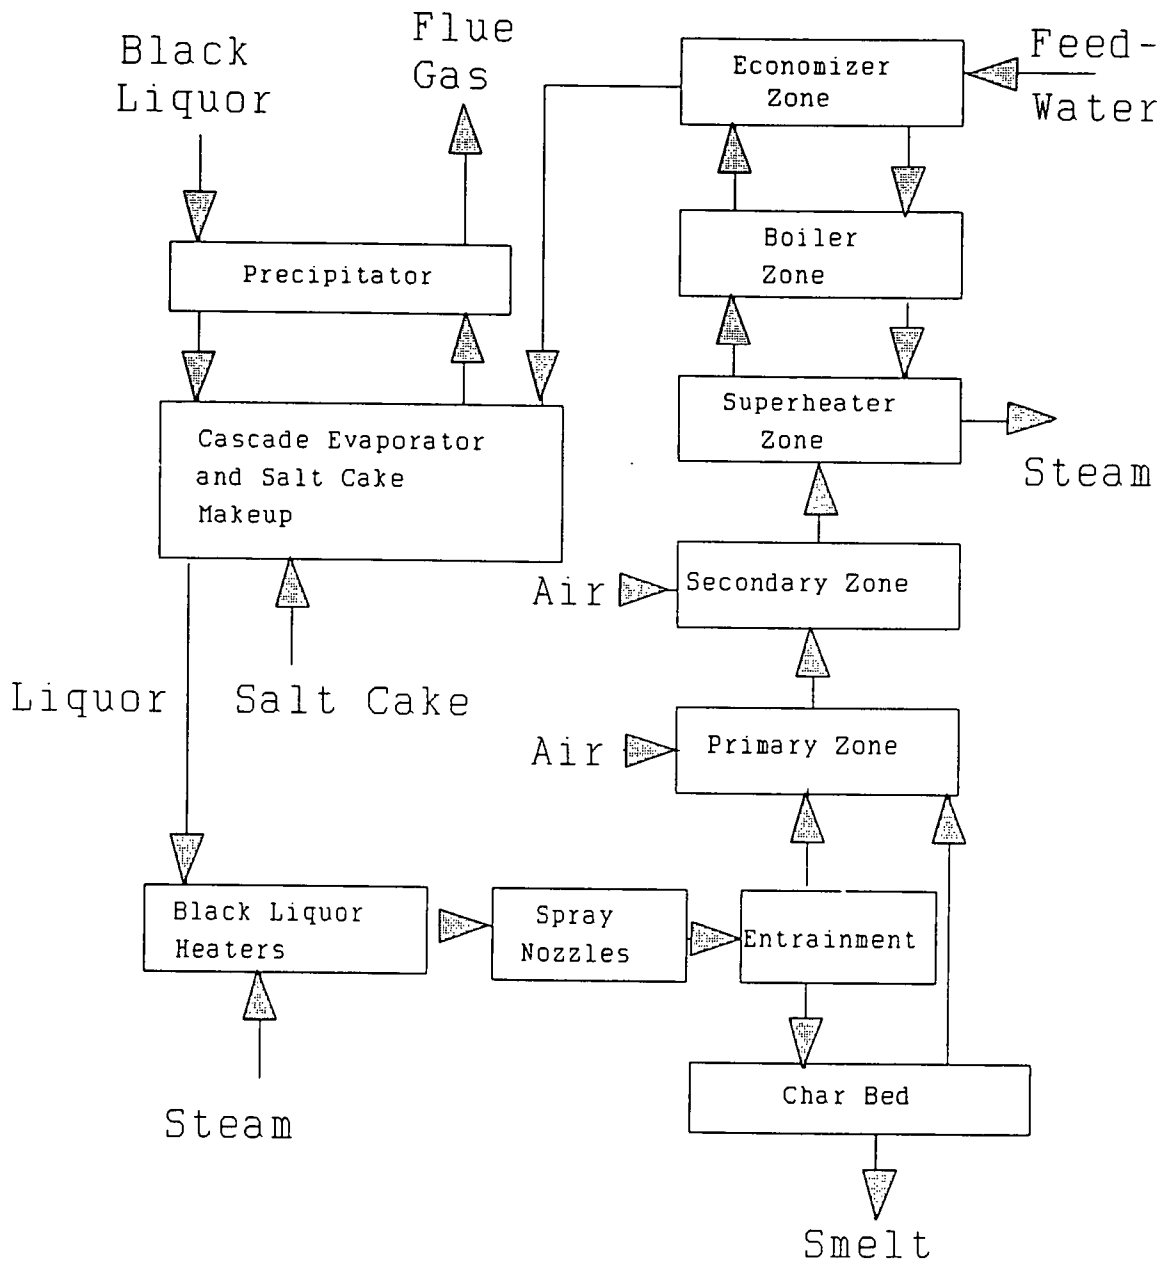 Black
Liquor
Flue
Gas
Economizer
Zone
Feed-
Water
Boiler
Zone
Precipitator
Superheater
Zone
Steam
Cascade Evaporator
and Salt Cake
Makeup
Air
Secondary Zone
Liquor
Salt Cake
Air
Primary Zone
Black Liquor
Heaters
Spray
Nozzles
Entrainment
Char Bed
Steam
Smelt